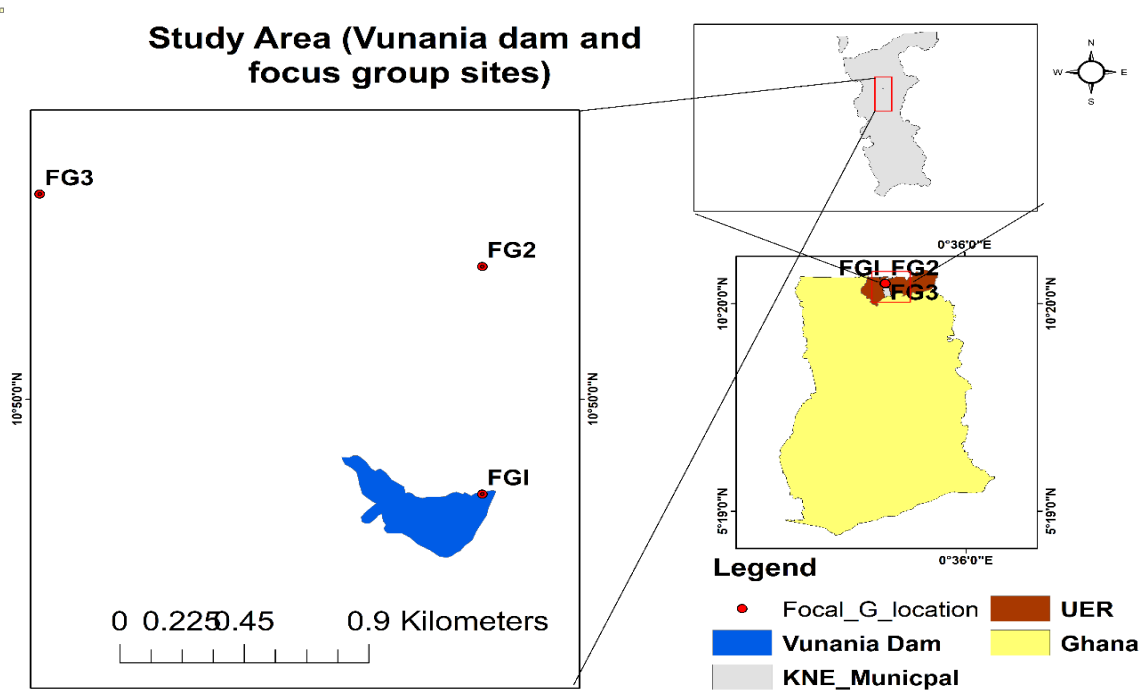 Study Area (Vunania dam and
focus group sites)
N
W E
S
FG3
FG2
FGI
10°50'0"N
10°50'0"N
0 0.2250.45 0.9 Kilometers
0°36'0"E
FGI FG2
FG3
10°20'0"N
10°20'0"N
5°19'0"N
5°19'0"N
0°36'0"E
Legend
Focal_G_location
UER
Vunania Dam
Ghana
KNE_Municpal